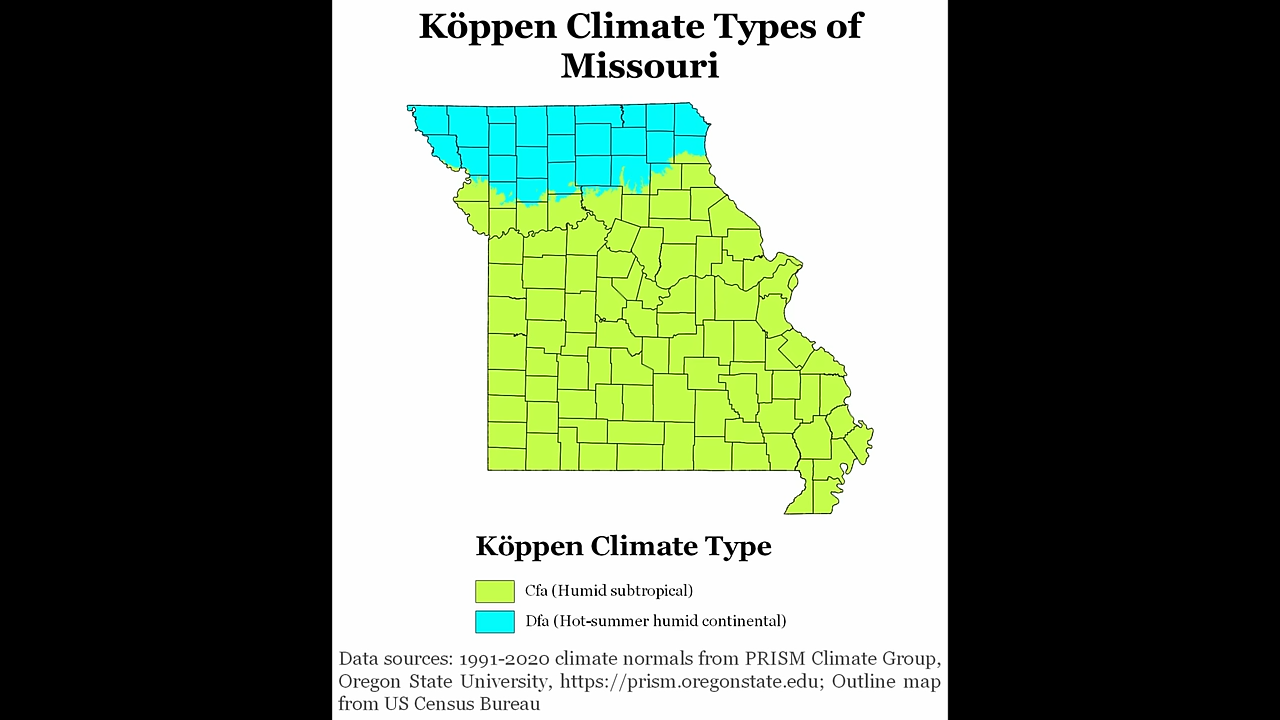 Köppen Climate Types of
Missouri
Köppen Climate Type
Cfa (Humid subtropical)
Dfa (Hot-summer humid continental)
Data sources: 1991-2020 climate normals from PRISM Climate Group,
Oregon State University, https://prism.oregonstate.edu; Outline map
from US Census Bureau